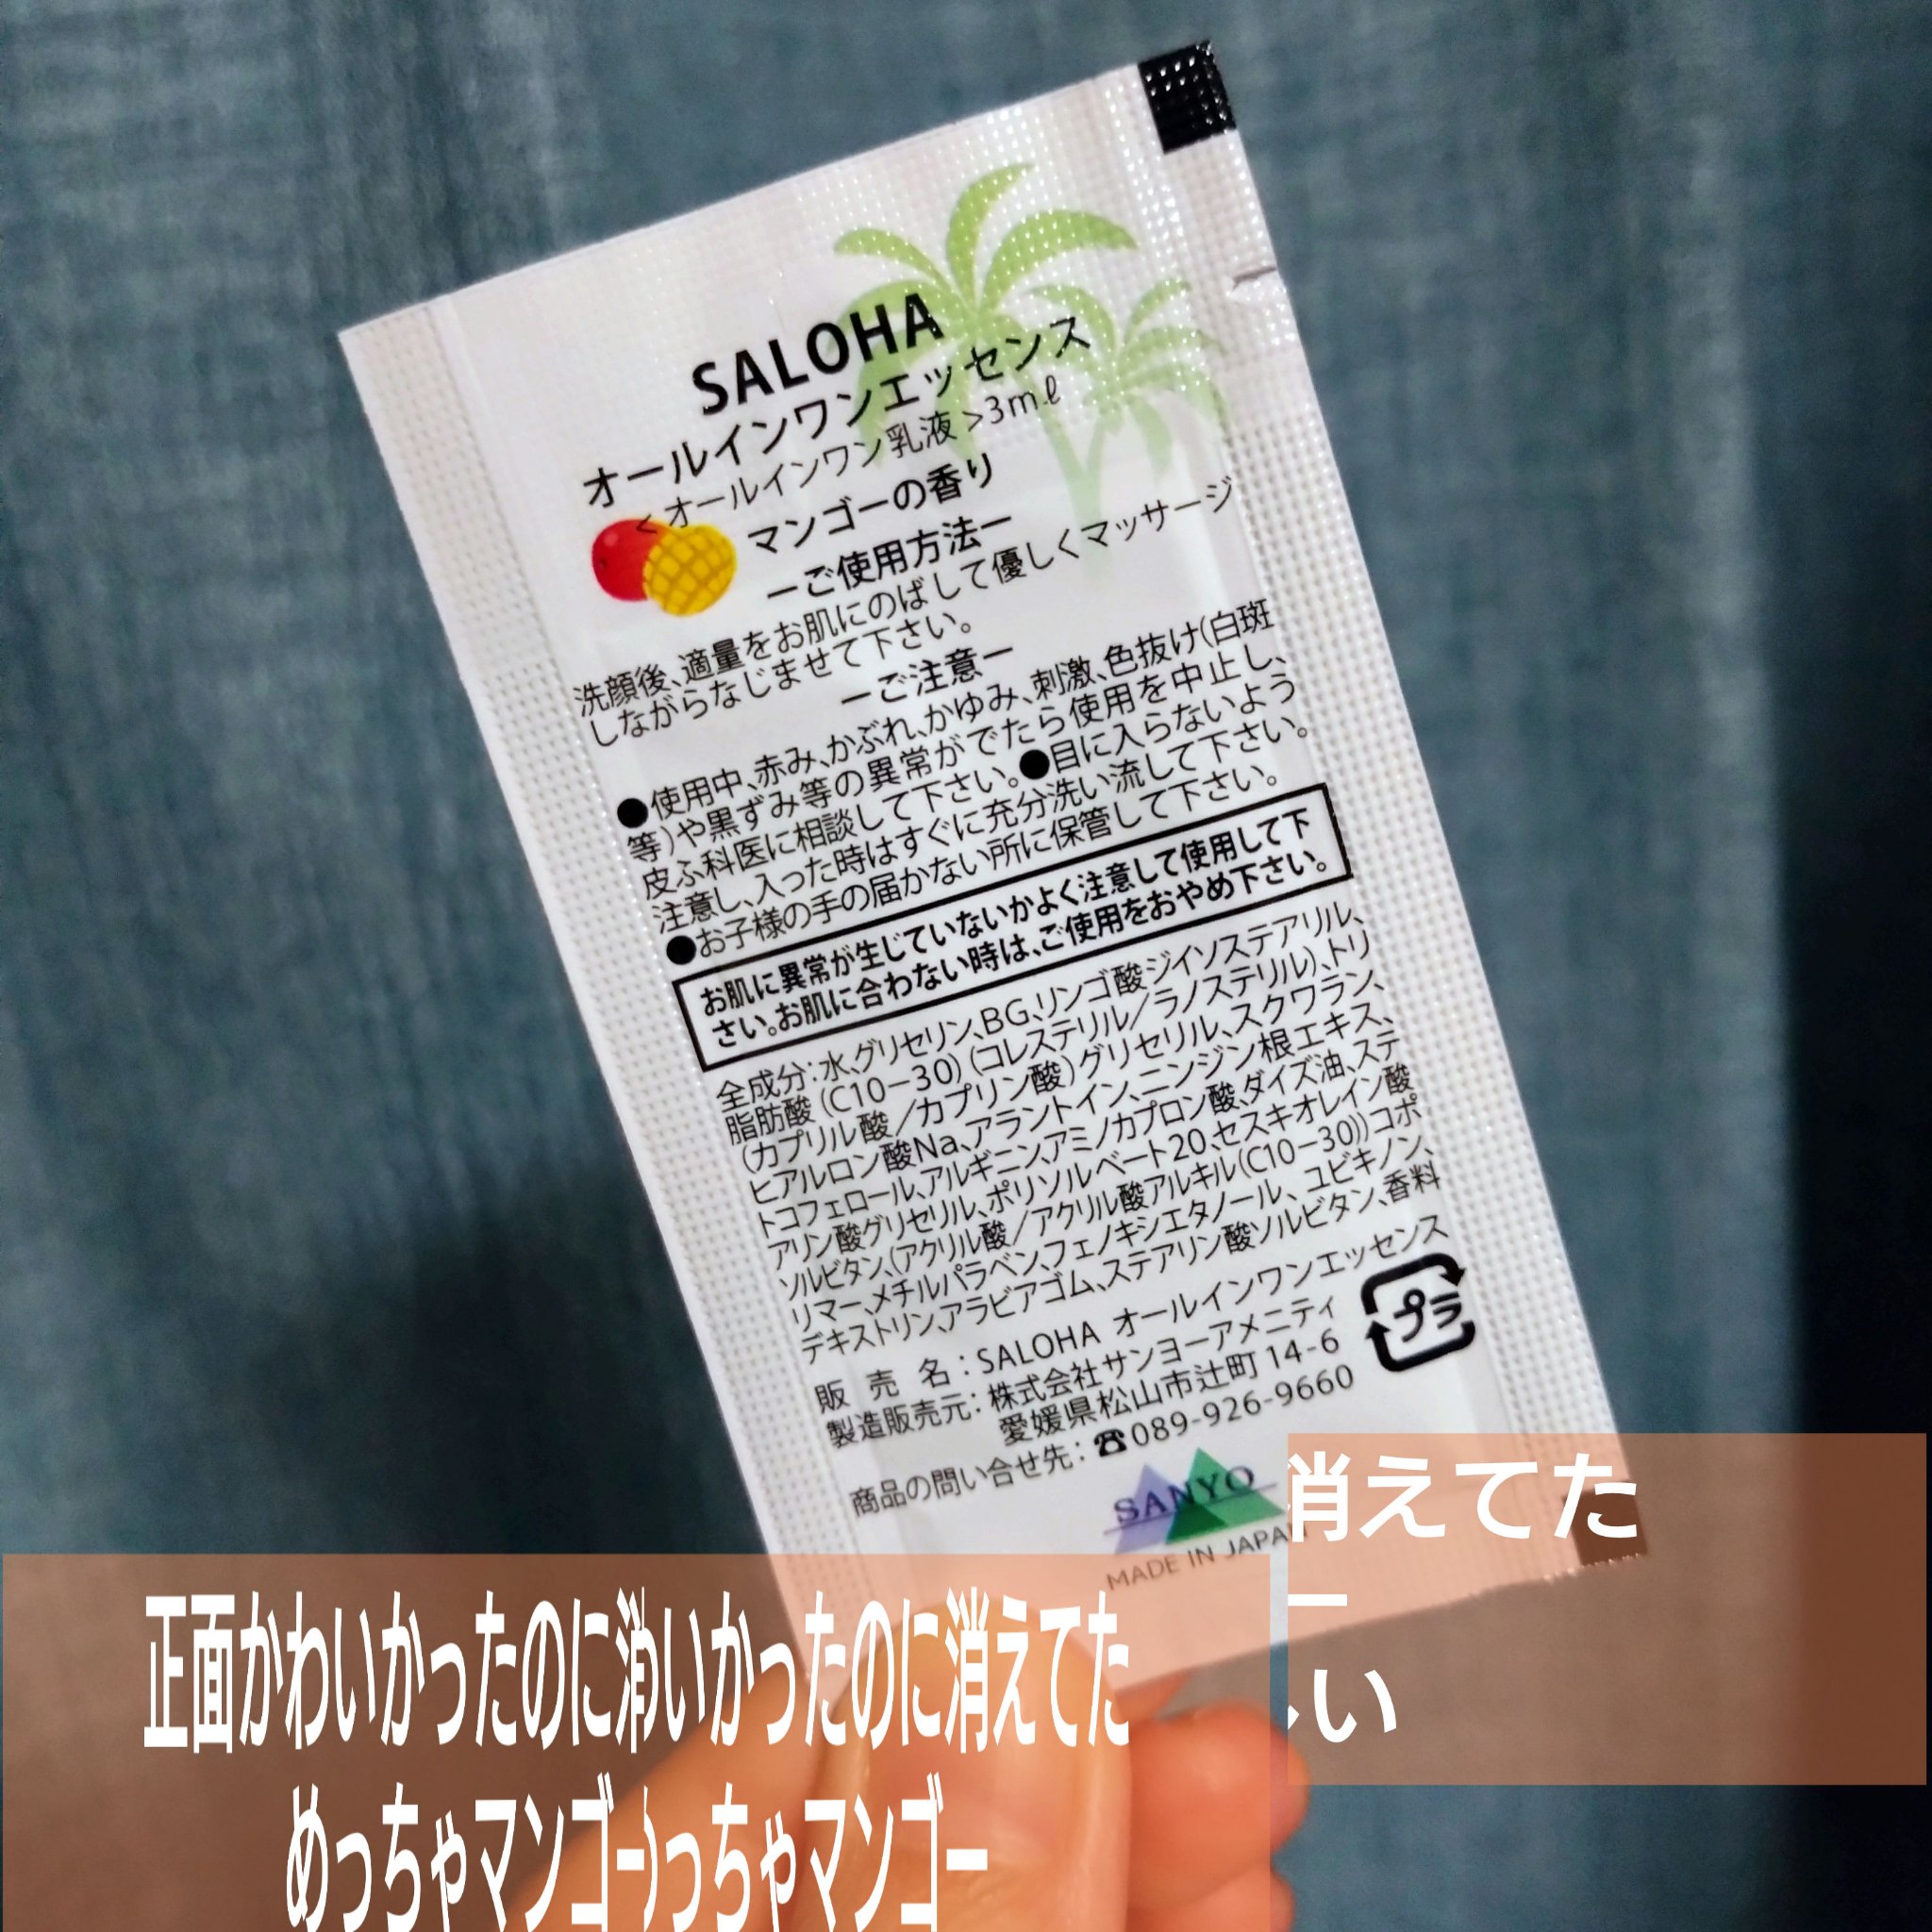 SALOHA
オールインワンエッセンス
<オールインワン乳液>3mℓ
マンゴーの香り
ーご使用方法ー
洗顔後、適量をお肌にのばして優しくマッサージ
しながらなじませて下さい。
ーご注意ー
●使用中、赤み、かぶれ、かゆみ、刺激、色抜け(白斑
等)や黒ずみ等の異常がでたら使用を中止し、
皮ふ科医に相談して下さい。●目に入らないよう
注意し、入った時はすぐに充分洗い流して下さい。
●お子様の手の届かない所に保管して下さい。
お肌に異常が生じていないかよく注意して使用して下
さい。お肌に合わない時は、ご使用をおやめ下さい。
全成分：水、グリセリン、BG、リンゴ酸ジイソステアリル、
脂肪酸(C10−30)(コレステリル/ラノステリル)、トリ
(カプリル酸/カプリン酸)グリセリル、スクワラン、
ヒアルロン酸Na、アラントイン、ニンジン根エキス、
トコフェロール、アルギニン、アミノカプロン酸、ダイズ油、ステ
アリン酸グリセリル、ポリソルベート20、セスキオレイン酸
ソルビタン、(アクリル酸/アクリル酸アルキル(C10−30))コポ
リマー、メチルパラベン、フェノキシエタノール、ユビキノン、
デキストリン、アラビアゴム、ステアリン酸ソルビタン、香料
販売名：SALOHA オールインワンエッセンス
製造販売元：株式会社サンヨーアメニティ
愛媛県松山市辻町14-6
商品の問い合せ先：☎089-926-9660
プラ
SANYO
MADE IN JAPAN
消えてた
ー
い
正面かわいかったのに消いかったのに消えてた
めっちゃマンゴーっちゃマンゴー